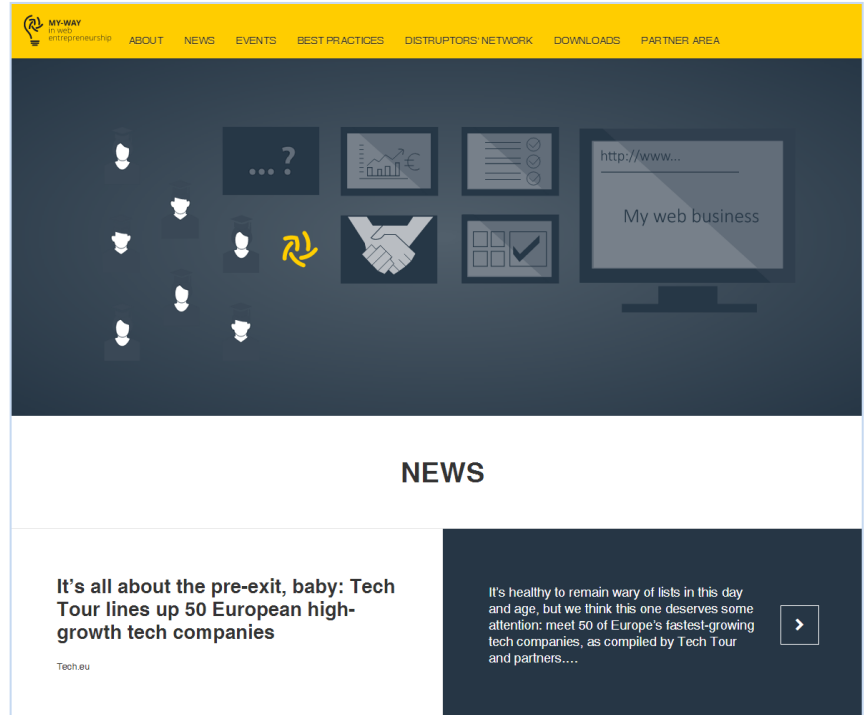 MY-WAY
in web
entrepreneurship
ABOUT NEWS EVENTS BEST PRACTICES DISTRUPTORS' NETWORK DOWNLOADS PARTNER AREA
...?
€
http://www...
My web business
NEWS
It's all about the pre-exit, baby: Tech
Tour lines up 50 European high-
growth tech companies
Tech.eu
It's healthy to remain wary of lists in this day
and age, but we think this one deserves some
attention: meet 50 of Europe's fastest-growing
tech companies, as compiled by Tech Tour
and partners....